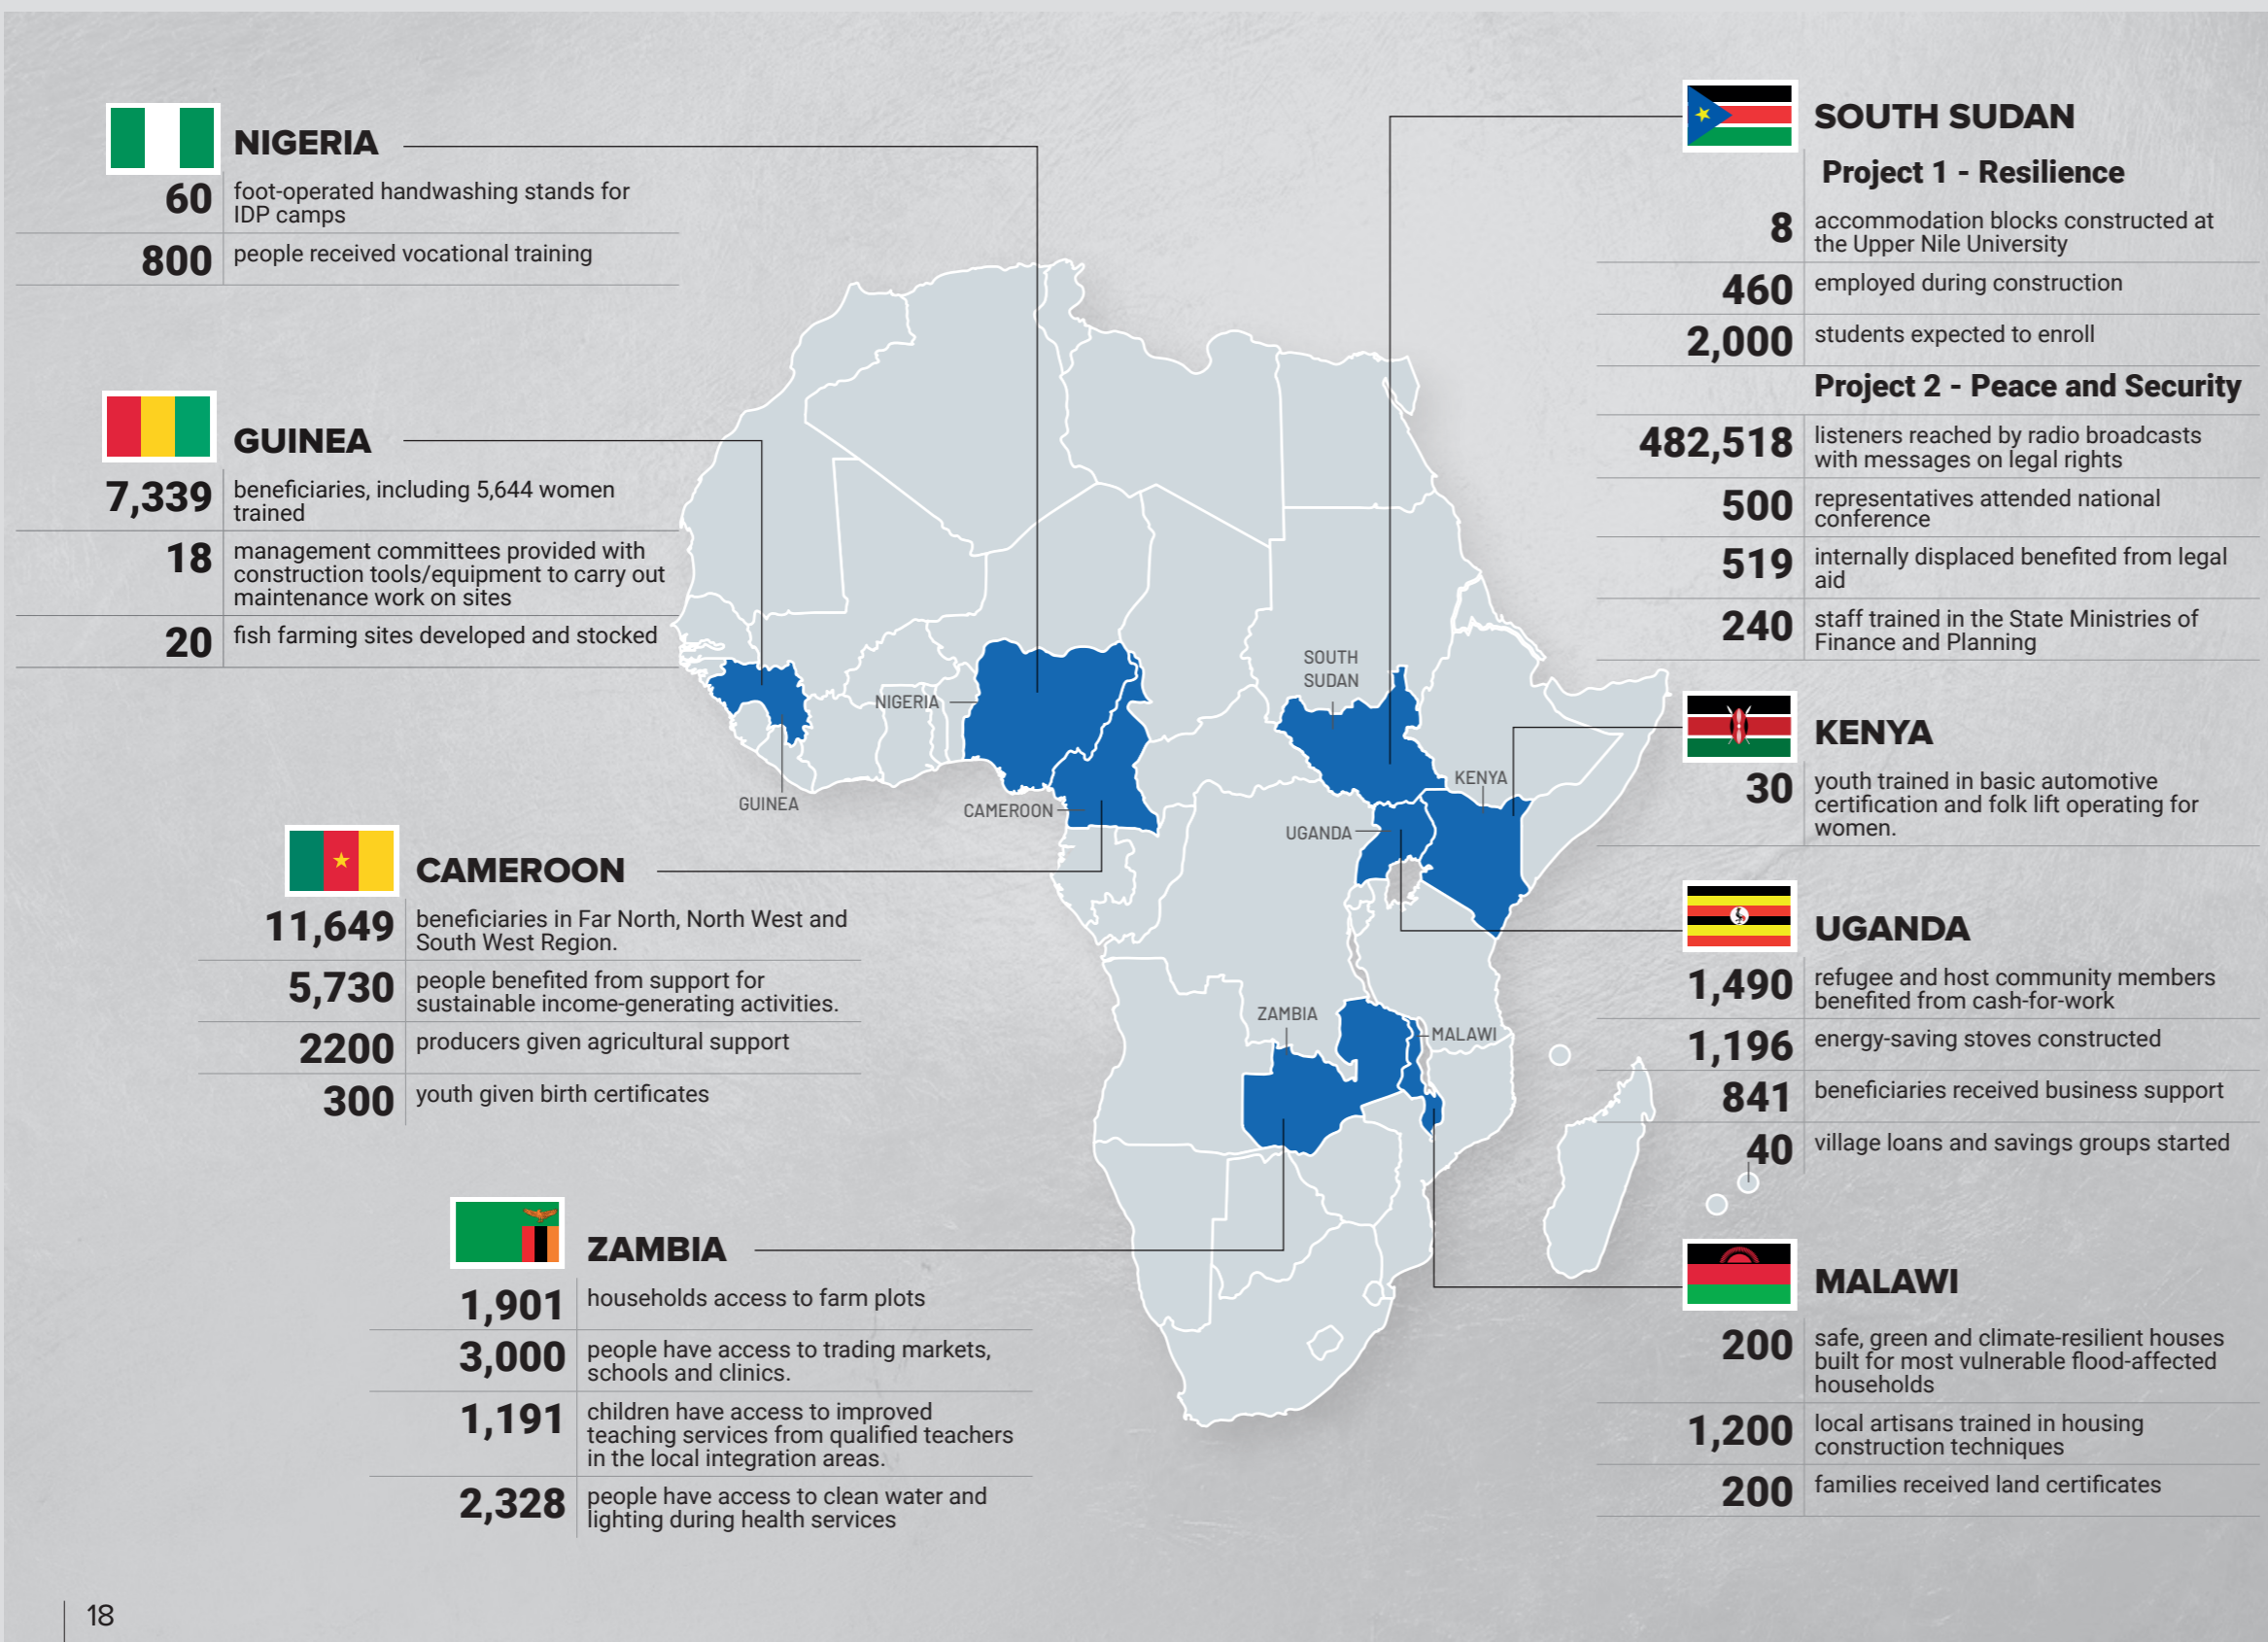 NIGERIA
60
foot-operated handwashing stands for
IDP camps
800
people received vocational training
GUINEA
7,339
beneficiaries, including 5,644 women
trained
18
management committees provided with
construction tools/equipment to carry out
maintenance work on sites
20
fish farming sites developed and stocked
CAMEROON
11,649
beneficiaries in Far North, North West and
South West Region.
5,730
people benefited from support for
sustainable income-generating activities.
2200
producers given agricultural support
300
youth given birth certificates
ZAMBIA
1,901
households access to farm plots
3,000
people have access to trading markets,
schools and clinics.
1,191
children have access to improved
teaching services from qualified teachers
in the local integration areas.
2,328
people have access to clean water and
lighting during health services
NIGERIA
GUINEA
CAMEROON
SOUTH
SUDAN
KENYA
UGANDA
ZAMBIA
MALAWI
SOUTH SUDAN
Project 1 - Resilience
8
accommodation blocks constructed at
the Upper Nile University
460
employed during construction
2,000
students expected to enroll
Project 2 - Peace and Security
482,518
listeners reached by radio broadcasts
with messages on legal rights
500
representatives attended national
conference
519
internally displaced benefited from legal
aid
240
staff trained in the State Ministries of
Finance and Planning
KENYA
30
youth trained in basic automotive
certification and folk lift operating for
women.
UGANDA
1,490
refugee and host community members
benefited from cash-for-work
1,196
energy-saving stoves constructed
841
beneficiaries received business support
40
village loans and savings groups started
MALAWI
200
safe, green and climate-resilient houses
built for most vulnerable flood-affected
households
1,200
local artisans trained in housing
construction techniques
200
families received land certificates
18